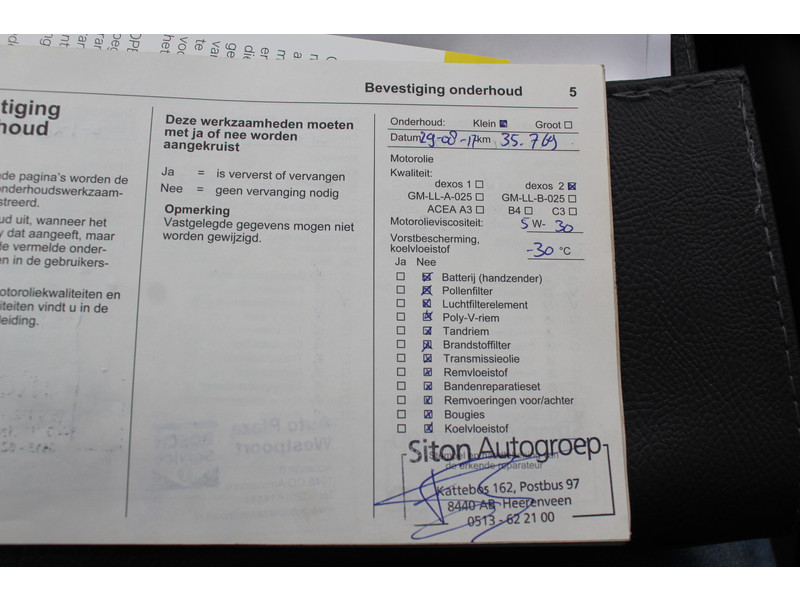 Bevestiging onderhoud 5
tiging
houd
de pagina's worden de
onderhoudswerkzaam-
streerd.
ud uit, wanneer het
y dat aangeeft, maar
de vermelde onder-
en in de gebruikers-
otoroliekwaliteiten en
iteiten vindt u in de
leiding.
Deze werkzaamheden moeten
met ja of nee worden
aangekruist
Ja = is ververst of vervangen
Nee = geen vervanging nodig
Opmerking
Vastgelegde gegevens mogen niet
worden gewijzigd.
Onderhoud: Klein ☒ Groot ☐
Datum 29-08-17 km 35.769
Motorolie
Kwaliteit:
dexos 1 ☐ dexos 2 ☒
GM-LL-A-025 ☐ GM-LL-B-025 ☐
ACEA A3 ☐ B4 ☐ C3 ☐
Motorolieviscositeit: 5 W- 30
Vorstbescherming,
koelvloeistof -30 °C
Ja Nee
☐ ☒ Batterij (handzender)
☐ ☒ Pollenfilter
☐ ☒ Luchtfilterelement
☐ ☒ Poly-V-riem
☐ ☒ Tandriem
☐ ☒ Brandstoffilter
☐ ☒ Transmissieolie
☐ ☒ Remvloeistof
☐ ☒ Bandenreparatieset
☐ ☒ Remvoeringen voor/achter
☐ ☒ Bougies
☐ ☒ Koelvloeistof
Siton Autogroep
de erkende reparateur
Kattebos 162, Postbus 97
8440 AB Heerenveen
0513 - 62 21 00